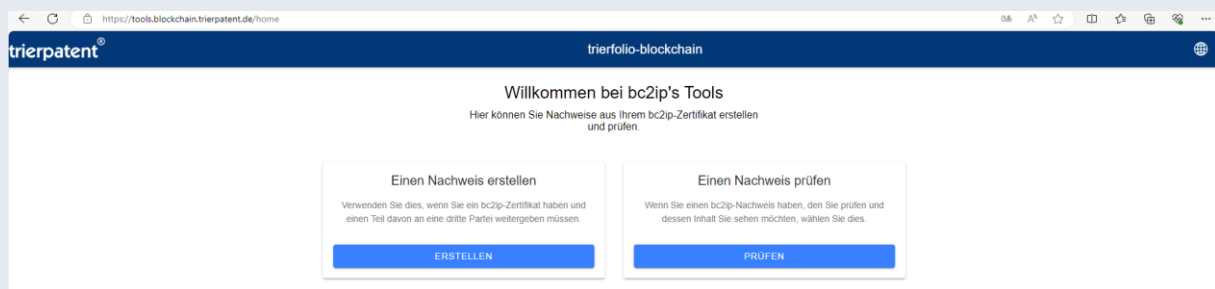 https://tools.blockchain.trierpatent.de/home
trierpatent®
trierfolio-blockchain
Willkommen bei bc2ip's Tools
Hier können Sie Nachweise aus Ihrem bc2ip-Zertifikat erstellen
und prüfen.
Einen Nachweis erstellen
Verwenden Sie dies, wenn Sie ein bc2ip-Zertifikat haben und
einen Teil davon an eine dritte Partei weitergeben müssen.
ERSTELLEN
Einen Nachweis prüfen
Wenn Sie einen bc2ip-Nachweis haben, den Sie prüfen und
dessen Inhalt Sie sehen möchten, wählen Sie dies.
PRÜFEN